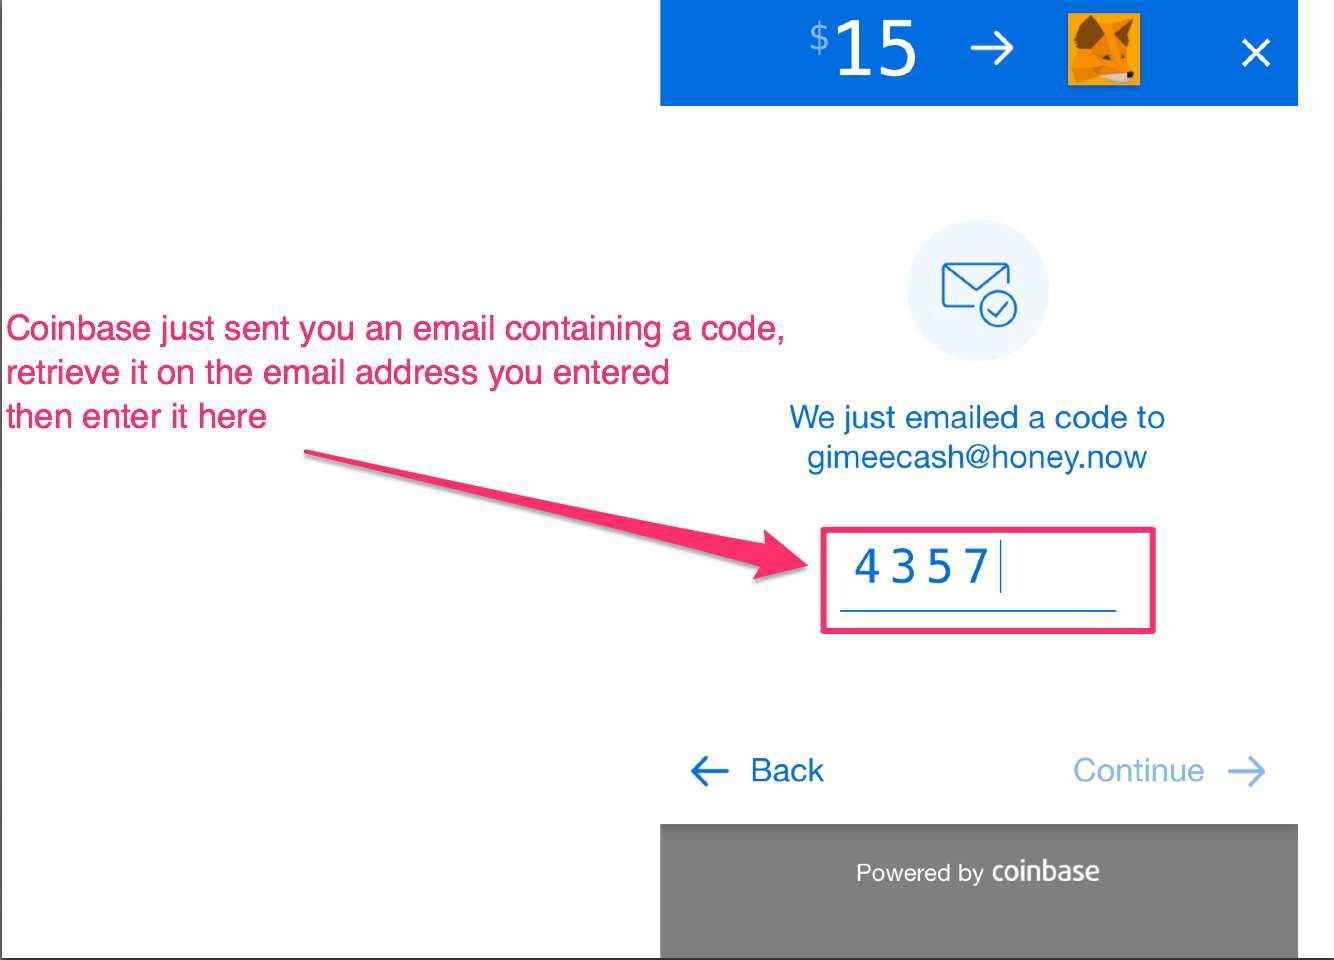 $15
Coinbase just sent you an email containing a code,
retrieve it on the email address you entered
then enter it here
We just emailed a code to
gimeecash@honey.now
4357
Back
Continue
Powered by coinbase